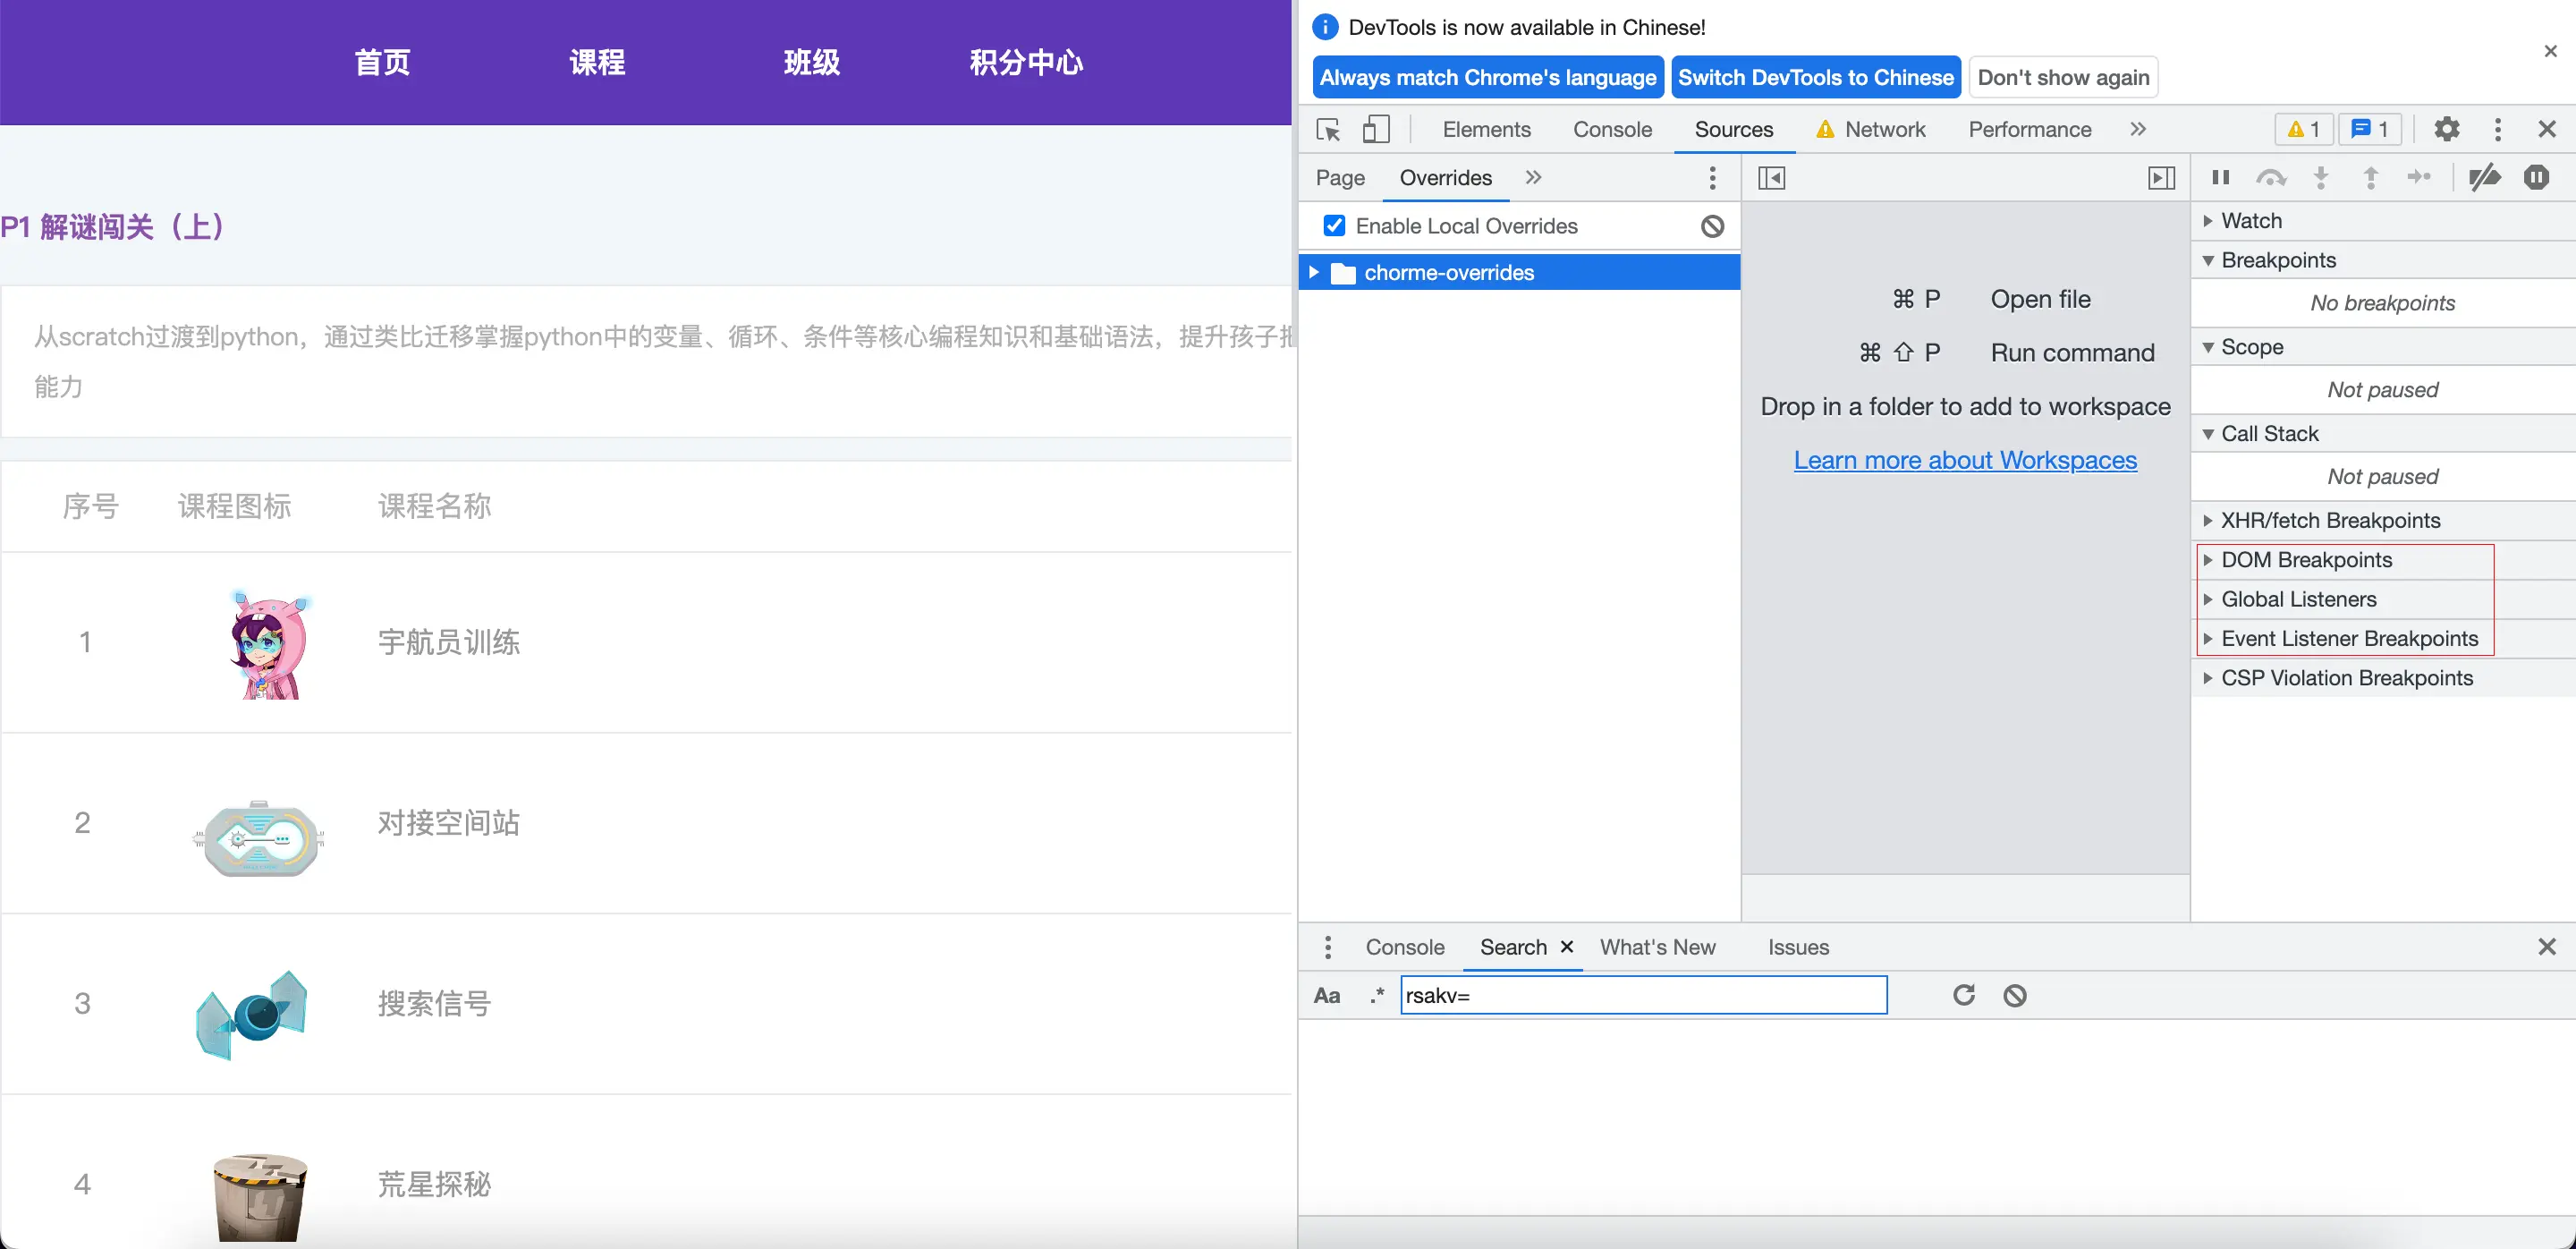 首页 课程 班级 积分中心
P1 解谜闯关（上）
从scratch过渡到python，通过类比迁移掌握python中的变量、循环、条件等核心编程知识和基础语法，提升孩子
能力
序号 课程图标 课程名称
1 宇航员训练
2 对接空间站
3 搜索信号
4 荒星探秘
DevTools is now available in Chinese!
Always match Chrome's language Switch DevTools to Chinese Don't show again
Elements Console Sources Network Performance 1 1
Page Overrides
Enable Local Overrides
chorme-overrides
⌘ P Open file
⌘ ⇧ P Run command
Drop in a folder to add to workspace
Learn more about Workspaces
Watch
Breakpoints
No breakpoints
Scope
Not paused
Call Stack
Not paused
XHR/fetch Breakpoints
DOM Breakpoints
Global Listeners
Event Listener Breakpoints
CSP Violation Breakpoints
Console Search What's New Issues
Aa .* rsakv=